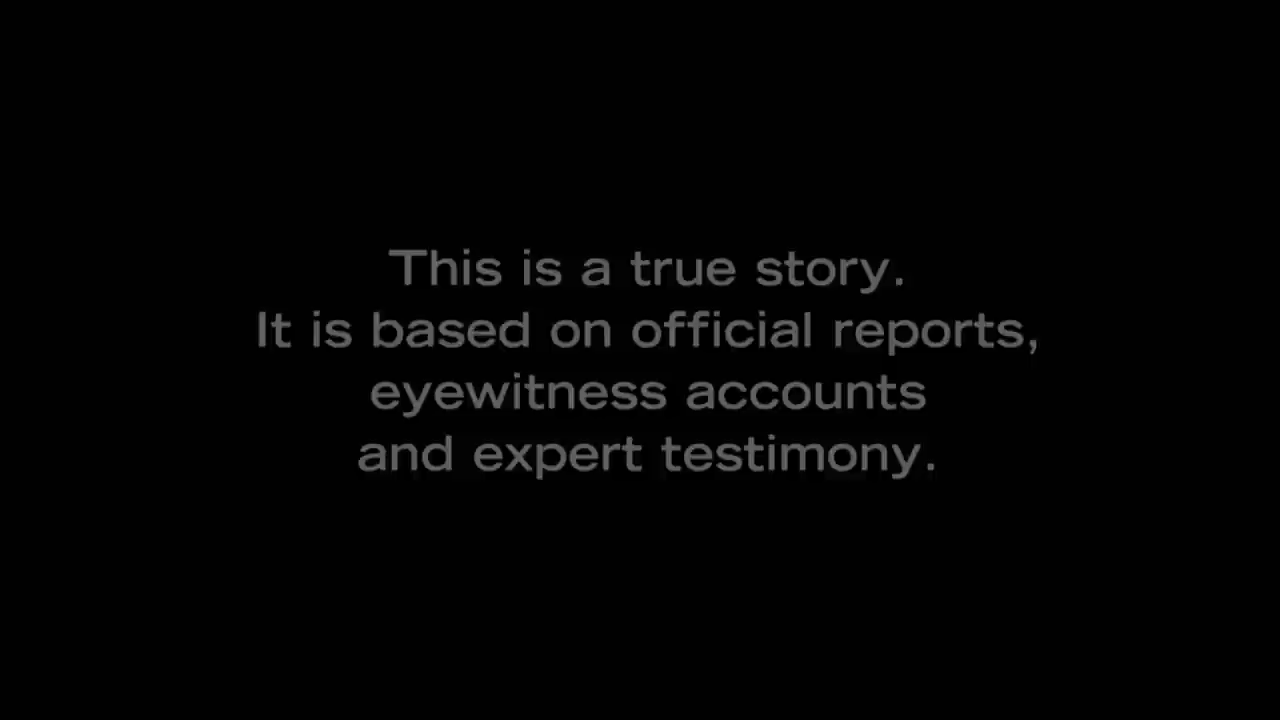 This is a true story.
It is based on official reports,
eyewitness accounts
and expert testimony.